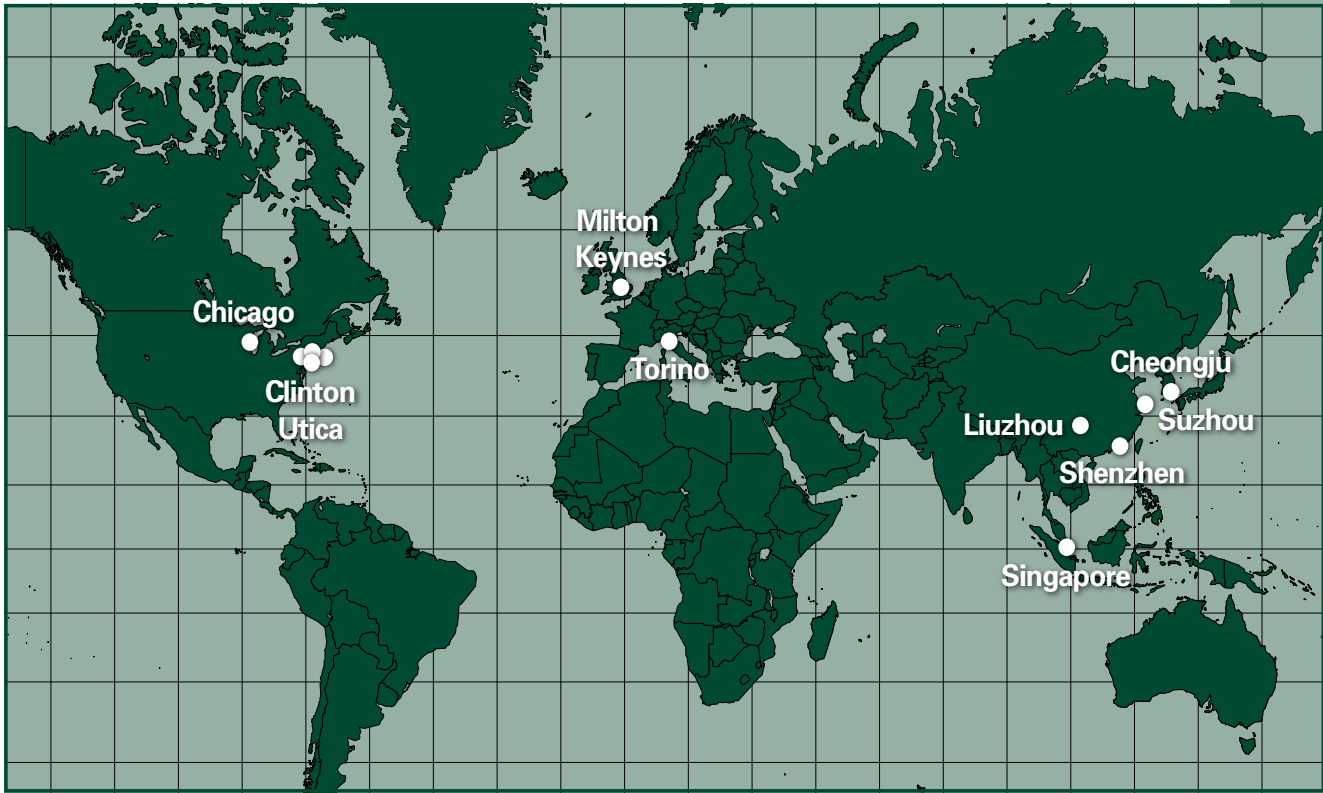 Milton
Keynes
Chicago
Clinton
Utica
Torino
Cheongju
Suzhou
Liuzhou
Shenzhen
Singapore